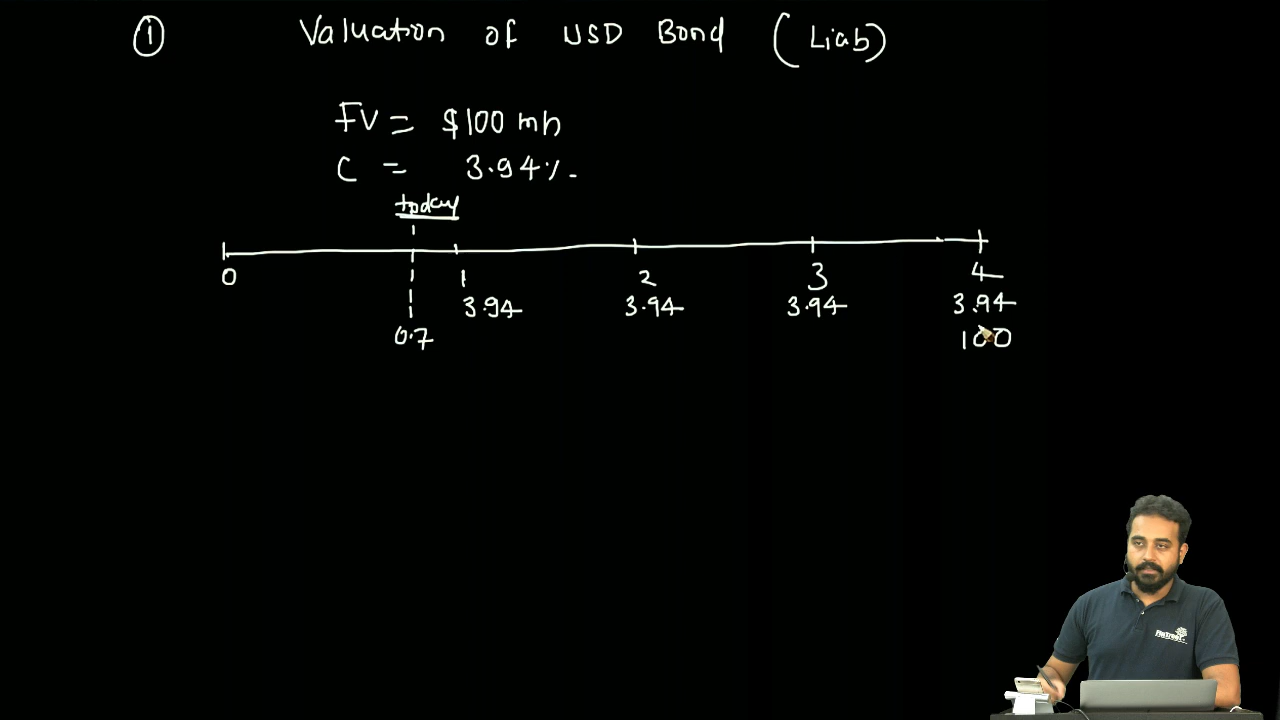 ① Valuation of USD Bond (Liab)
FV = $100 mn
C = 3.94%.
today
0 1 2 3 4
3.94 3.94 3.94 3.94
0.7 100
FinTree